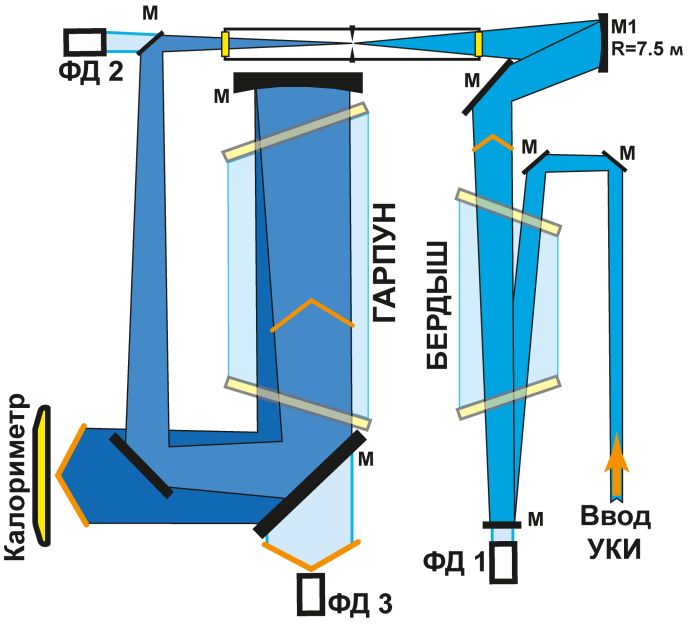 М
М1
R=7.5 м
ФД 2
М
М
М
М
ГАРПУН
БЕРДЫШ
Калориметр
М
М
Ввод
УКИ
ФД 1
ФД 3